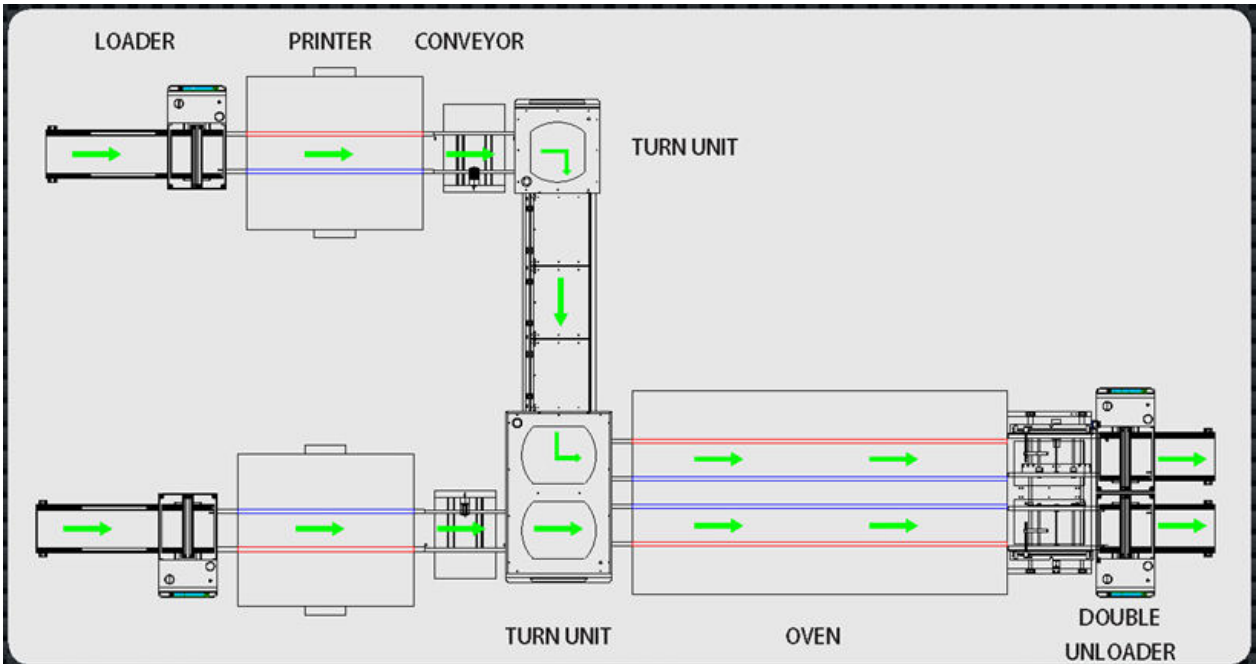 LOADER
PRINTER
CONVEYOR
TURN UNIT
TURN UNIT
OVEN
DOUBLE
UNLOADER